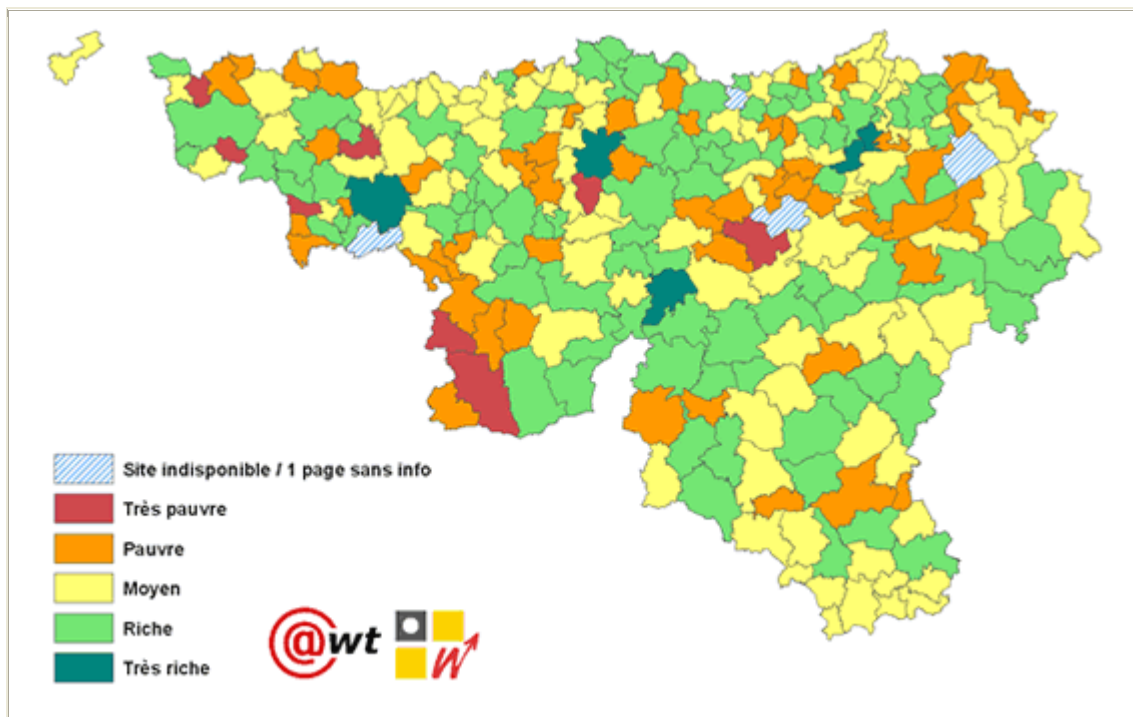 Site indisponible / 1 page sans info
Très pauvre
Pauvre
Moyen
Riche
Très riche
@wt
W